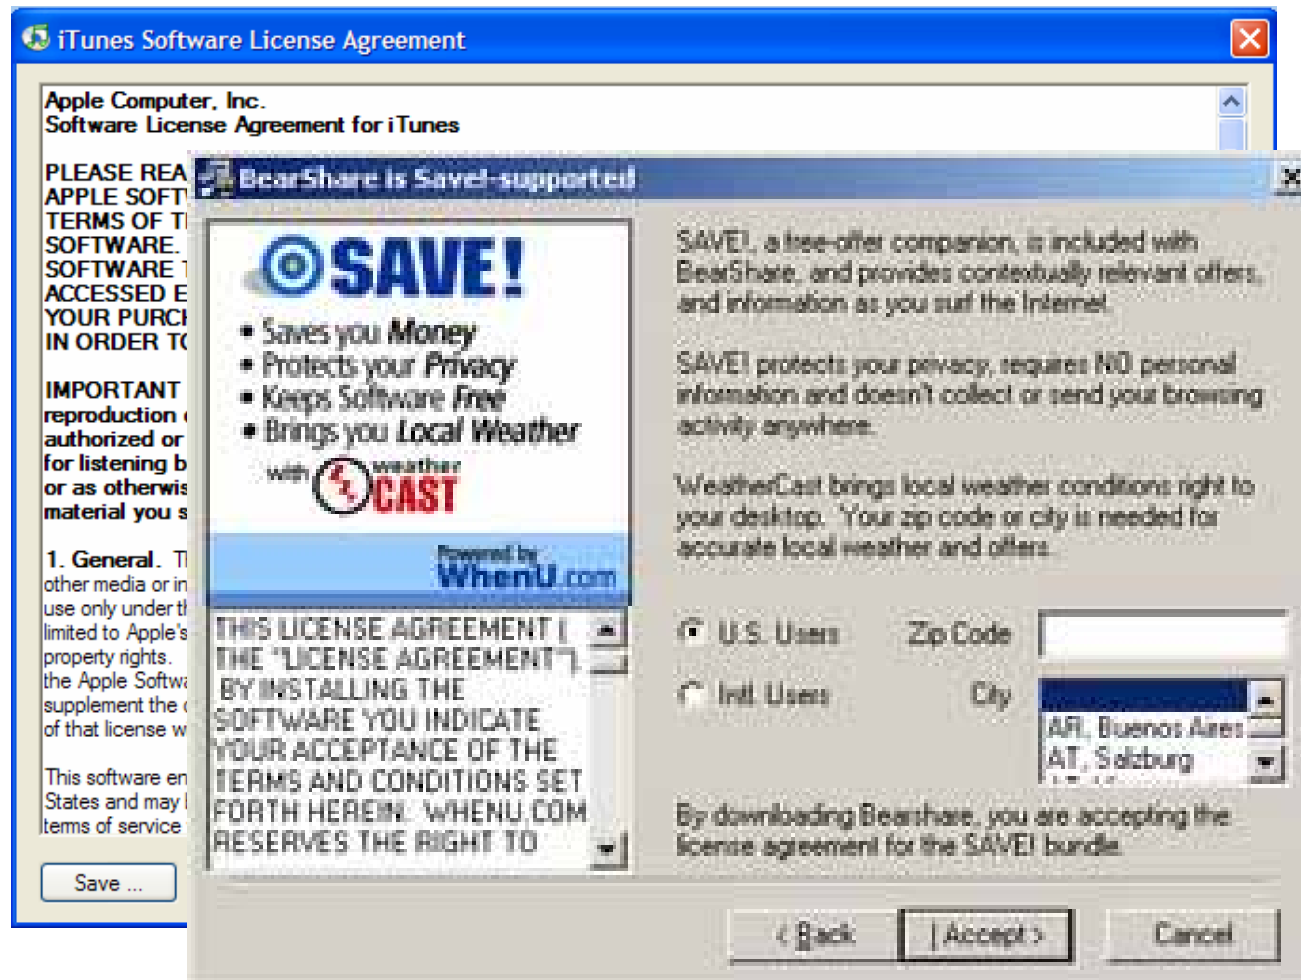 iTunes Software License Agreement
Apple Computer, Inc.
Software License Agreement for iTunes
PLEASE REA
APPLE SOFTW
TERMS OF T
SOFTWARE.
SOFTWARE T
ACCESSED E
YOUR PURCH
IN ORDER TO
IMPORTANT
reproduction
authorized or
for listening b
or as otherwis
material you s
1. General. T
other media or in
use only under th
limited to Apple's
property rights.
the Apple Softwa
supplement the
of that license w
This software en
States and may
terms of service
Save ...
BearShare is Save!-supported
SAVE!
• Saves you Money
• Protects your Privacy
• Keeps Software Free
• Brings you Local Weather
with weather
CAST
Powered by
WhenU.com
THIS LICENSE AGREEMENT (
THE "LICENSE AGREEMENT").
BY INSTALLING THE
SOFTWARE YOU INDICATE
YOUR ACCEPTANCE OF THE
TERMS AND CONDITIONS SET
FORTH HEREIN. WHENU.COM
RESERVES THE RIGHT TO
SAVE!, a free-offer companion, is included with
BearShare, and provides contextually relevant offers,
and information as you surf the Internet.
SAVE! protects your privacy, requires NO personal
information and doesn't collect or send your browsing
activity anywhere.
WeatherCast brings local weather conditions right to
your desktop. Your zip code or city is needed for
accurate local weather and offers.
U.S. Users Zip Code
Intl. Users City
AR, Buenos Aires
AT, Salzburg
By downloading Bearshare, you are accepting the
license agreement for the SAVE! bundle.
< Back
I Accept >
Cancel